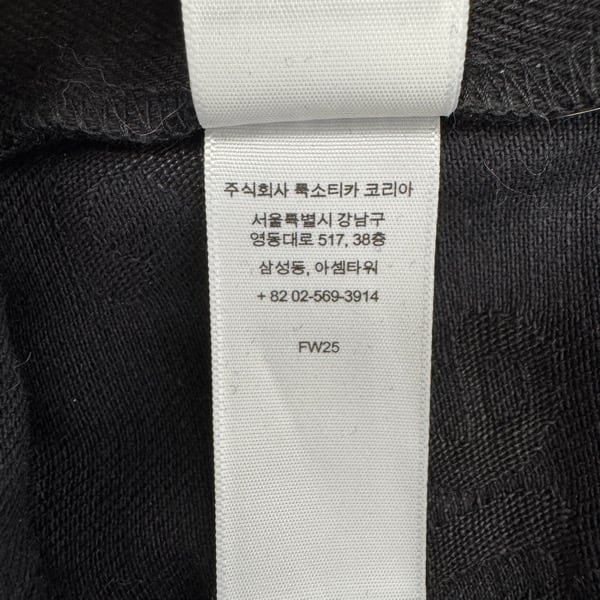 주식회사 룩소티카 코리아
서울특별시 강남구
영동대로 517, 38층
삼성동, 아셈타워
+ 82 02-569-3914
FW25